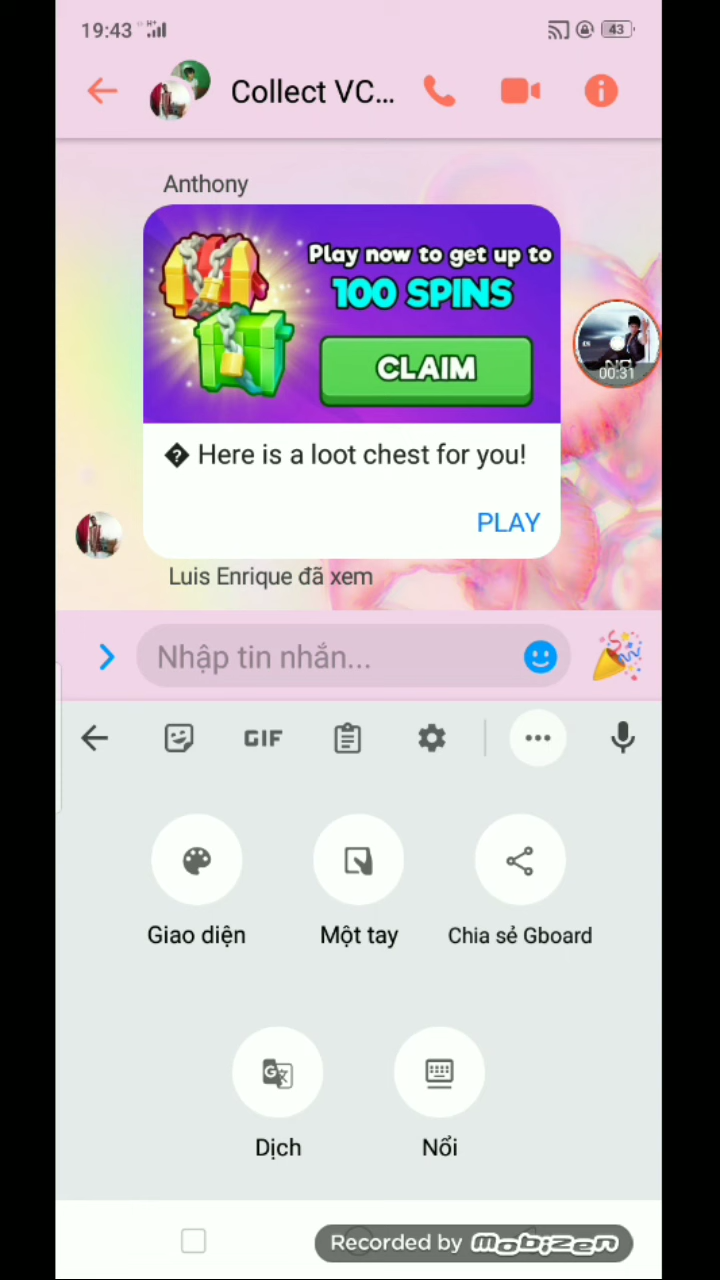 19:43
H+
43
Collect VC...
Anthony
Play now to get up to
100 SPINS
CLAIM
00:31
� Here is a loot chest for you!
PLAY
Luis Enrique đã xem
Nhập tin nhắn...
GIF
Giao diện
Một tay
Chia sẻ Gboard
Dịch
Nổi
Recorded by mobizen